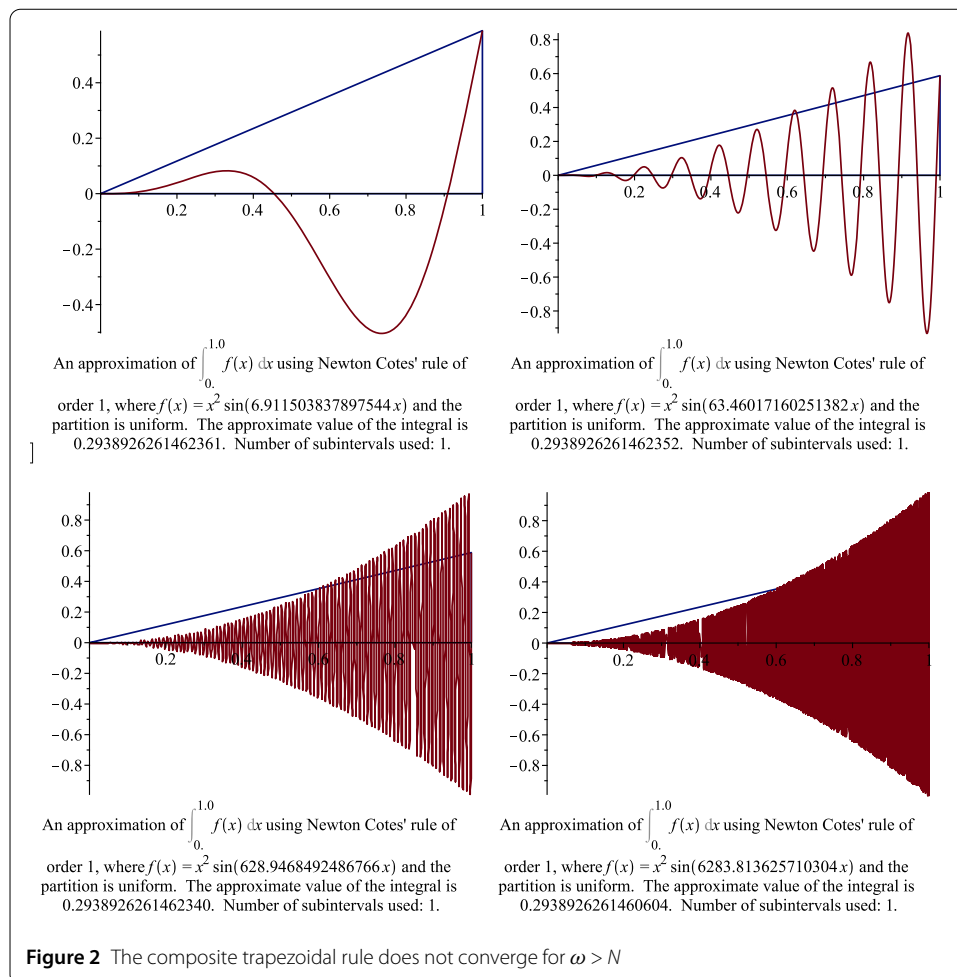 0.4
0.2
0
−0.2
−0.4
0.2 0.4 0.6 0.8 1
An approximation of ∫ 0. 1.0 f(x) dx using Newton Cotes' rule of
order 1, where f(x) = x² sin(6.911503837897544 x) and the
partition is uniform. The approximate value of the integral is
0.2938926261462361. Number of subintervals used: 1.
0.8
0.6
0.4
0.2
0
−0.2
−0.4
−0.6
−0.8
0.2 0.4 0.6 0.8 1
An approximation of ∫ 0. 1.0 f(x) dx using Newton Cotes' rule of
order 1, where f(x) = x² sin(63.46017160251382 x) and the
partition is uniform. The approximate value of the integral is
0.2938926261462352. Number of subintervals used: 1.
]
0.8
0.6
0.4
0.2
0
−0.2
−0.4
−0.6
−0.8
0.2 0.4 0.6 0.8 1
An approximation of ∫ 0. 1.0 f(x) dx using Newton Cotes' rule of
order 1, where f(x) = x² sin(628.9468492486766 x) and the
partition is uniform. The approximate value of the integral is
0.2938926261462340. Number of subintervals used: 1.
0.8
0.6
0.4
0.2
0
−0.2
−0.4
−0.6
−0.8
0.2 0.4 0.6 0.8 1
An approximation of ∫ 0. 1.0 f(x) dx using Newton Cotes' rule of
order 1, where f(x) = x² sin(6283.813625710304 x) and the
partition is uniform. The approximate value of the integral is
0.2938926261460604. Number of subintervals used: 1.
Figure 2 The composite trapezoidal rule does not converge for ω > N